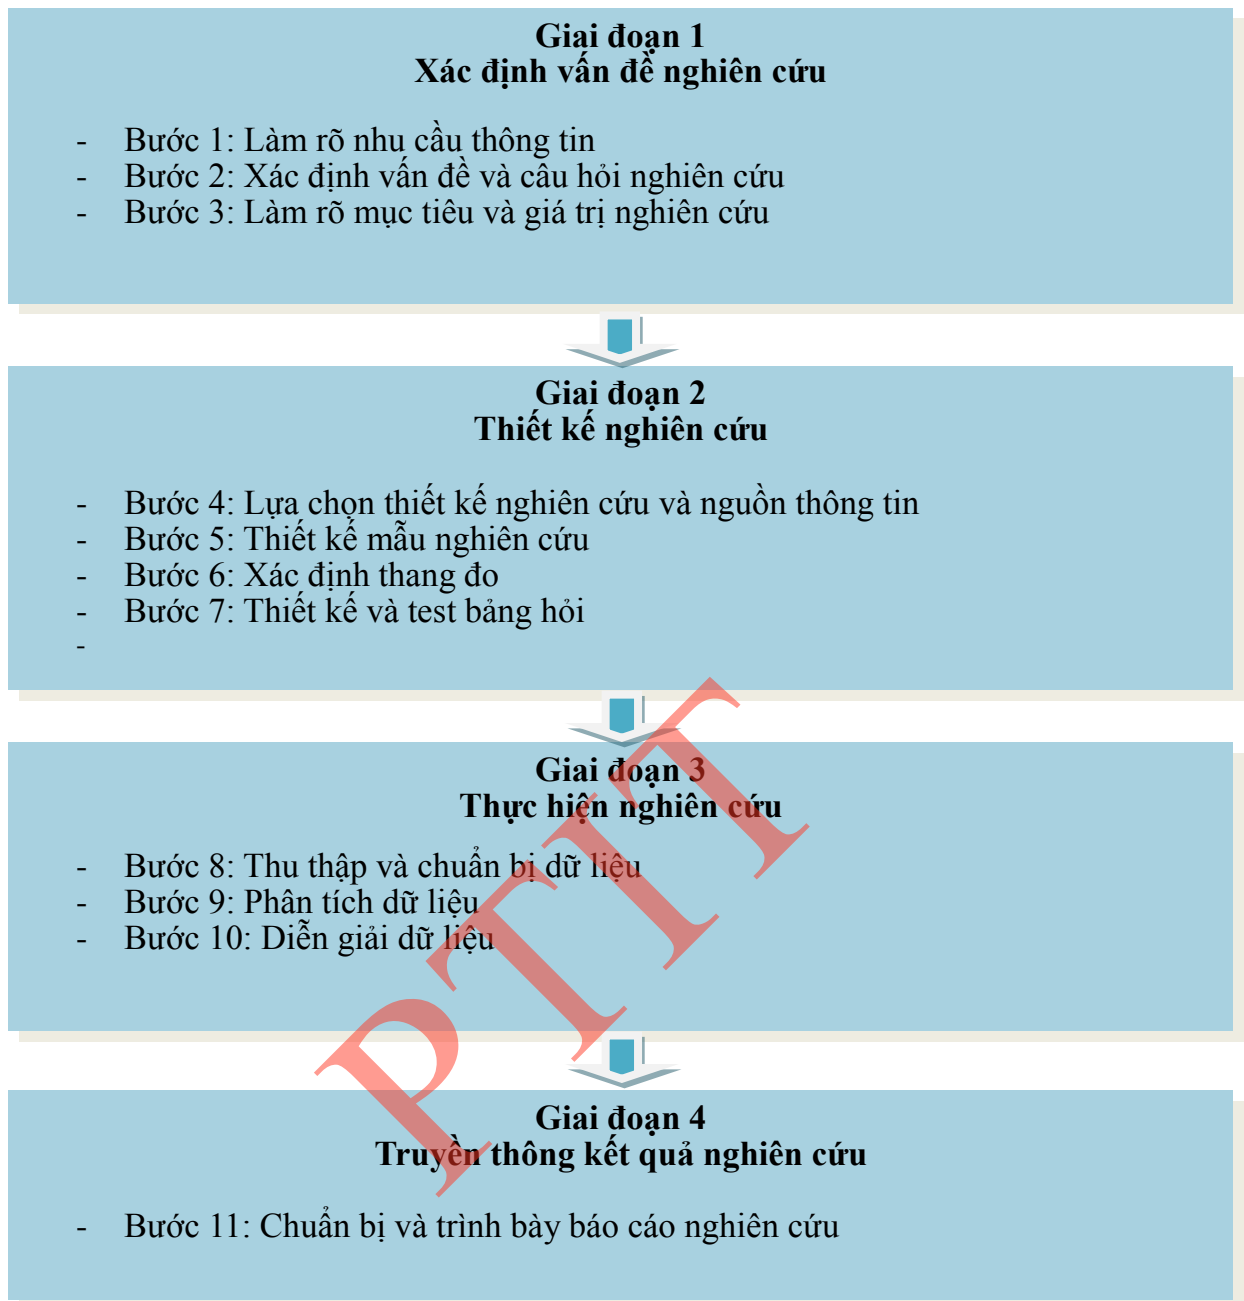 Giai đoạn 1
Xác định vấn đề nghiên cứu
- Bước 1: Làm rõ nhu cầu thông tin
- Bước 2: Xác định vấn đề và câu hỏi nghiên cứu
- Bước 3: Làm rõ mục tiêu và giá trị nghiên cứu
Giai đoạn 2
Thiết kế nghiên cứu
- Bước 4: Lựa chọn thiết kế nghiên cứu và nguồn thông tin
- Bước 5: Thiết kế mẫu nghiên cứu
- Bước 6: Xác định thang đo
- Bước 7: Thiết kế và test bảng hỏi
-
Giai đoạn 3
Thực hiện nghiên cứu
- Bước 8: Thu thập và chuẩn bị dữ liệu
- Bước 9: Phân tích dữ liệu
- Bước 10: Diễn giải dữ liệu
Giai đoạn 4
Truyền thông kết quả nghiên cứu
- Bước 11: Chuẩn bị và trình bày báo cáo nghiên cứu
PTIT